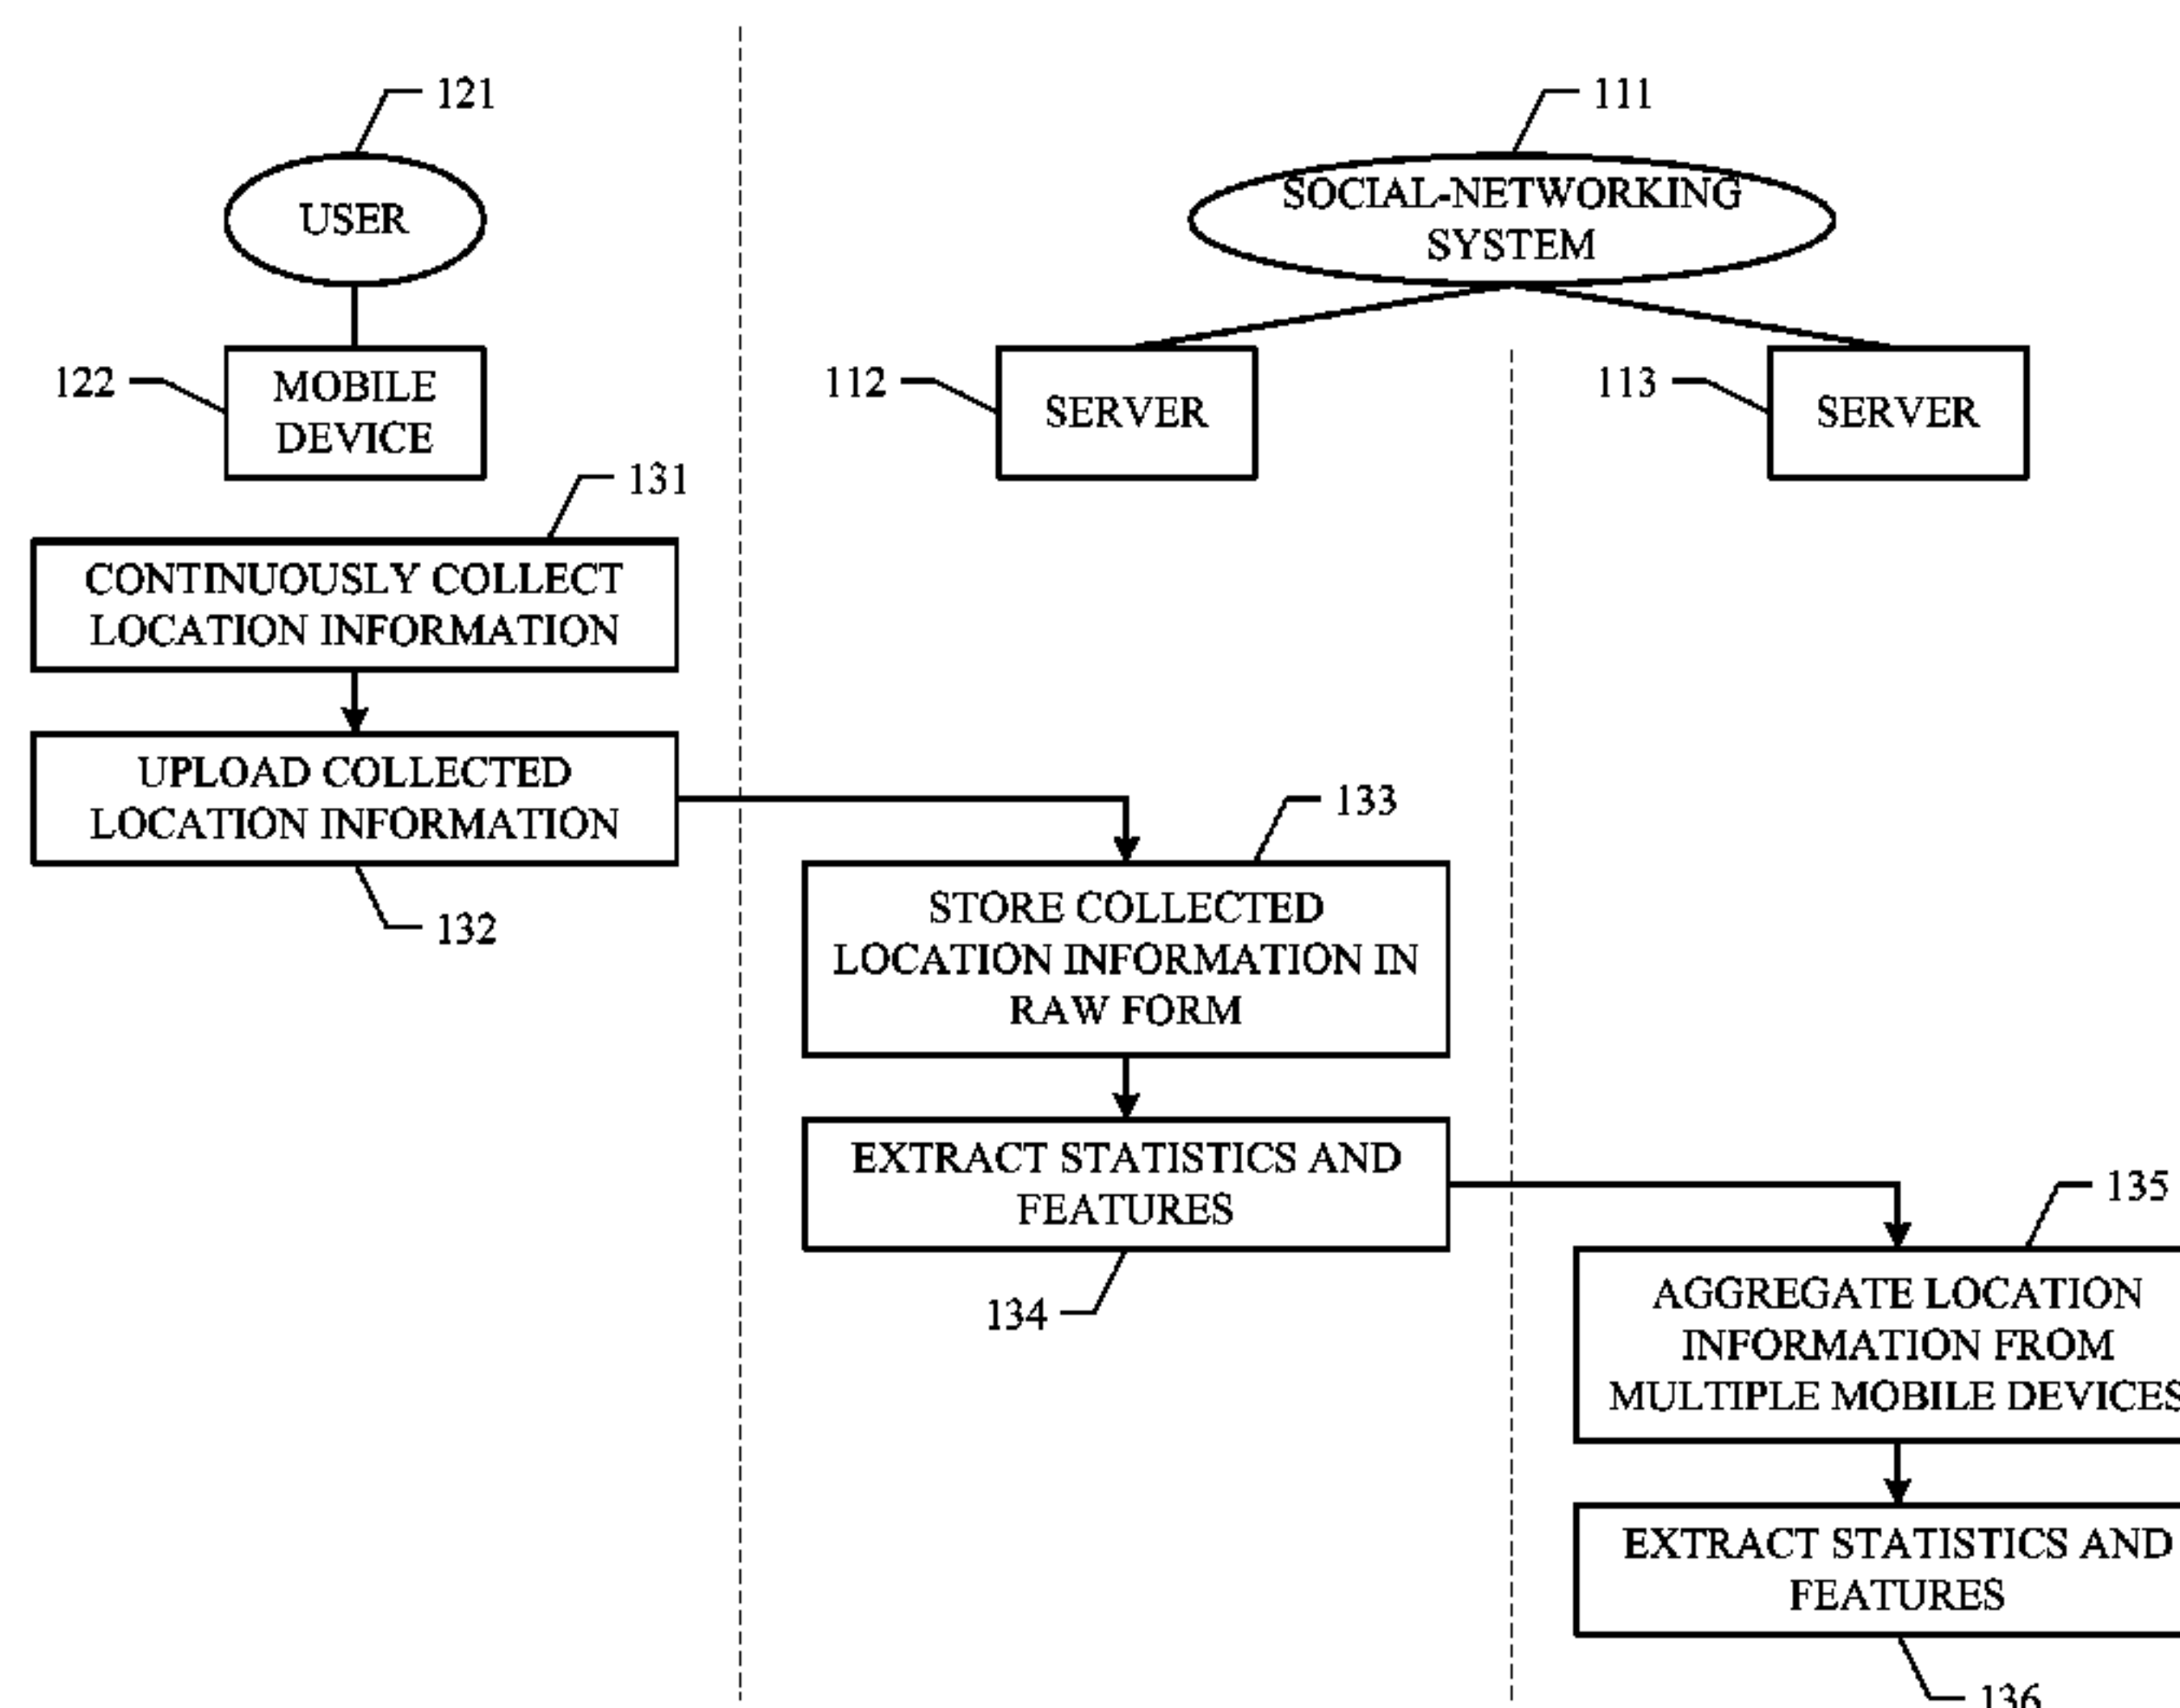 121
111
USER
SOCIAL-NETWORKING
SYSTEM
122
MOBILE
DEVICE
112
SERVER
113
SERVER
131
CONTINUOUSLY COLLECT
LOCATION INFORMATION
UPLOAD COLLECTED
LOCATION INFORMATION
132
133
STORE COLLECTED
LOCATION INFORMATION IN
RAW FORM
EXTRACT STATISTICS AND
FEATURES
134
135
AGGREGATE LOCATION
INFORMATION FROM
MULTIPLE MOBILE DEVICES
EXTRACT STATISTICS AND
FEATURES
136